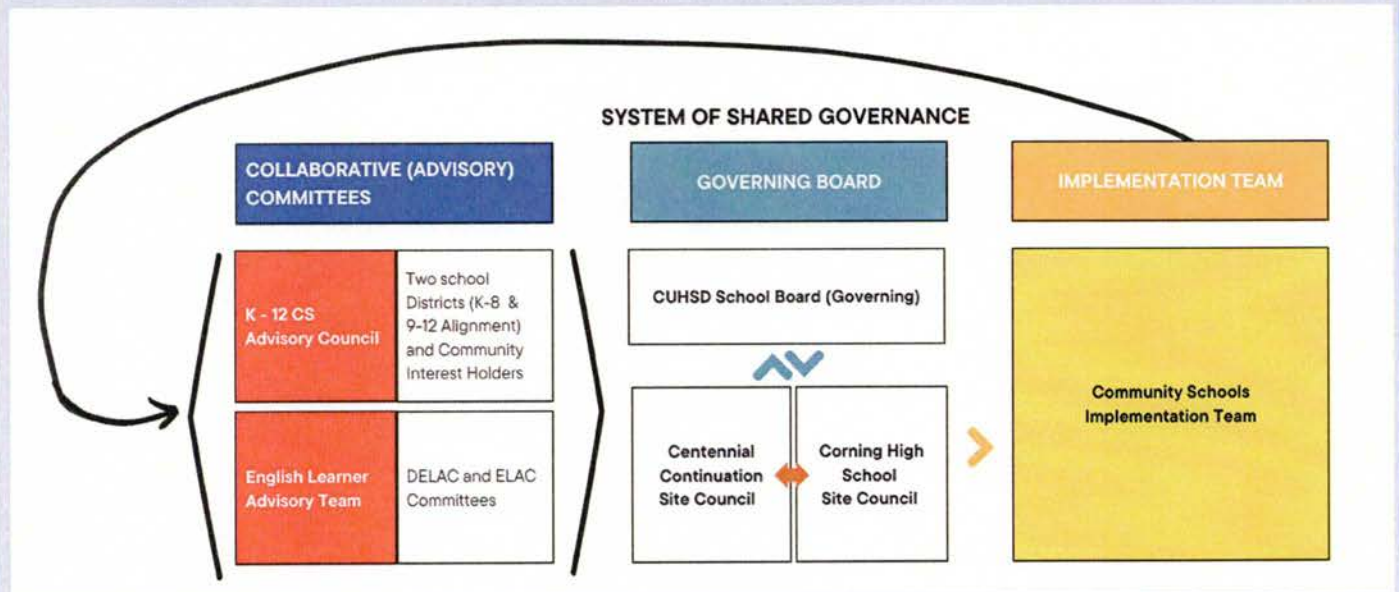 SYSTEM OF SHARED GOVERNANCE
COLLABORATIVE (ADVISORY)
COMMITTEES
GOVERNING BOARD
IMPLEMENTATION TEAM
K - 12 CS
Advisory Council
Two school
Districts (K-8 &
9-12 Alignment)
and Community
Interest Holders
English Learner
Advisory Team
DELAC and ELAC
Committees
CUHSD School Board (Governing)
Centennial
Continuation
Site Council
Corning High
School
Site Council
Community Schools
Implementation Team